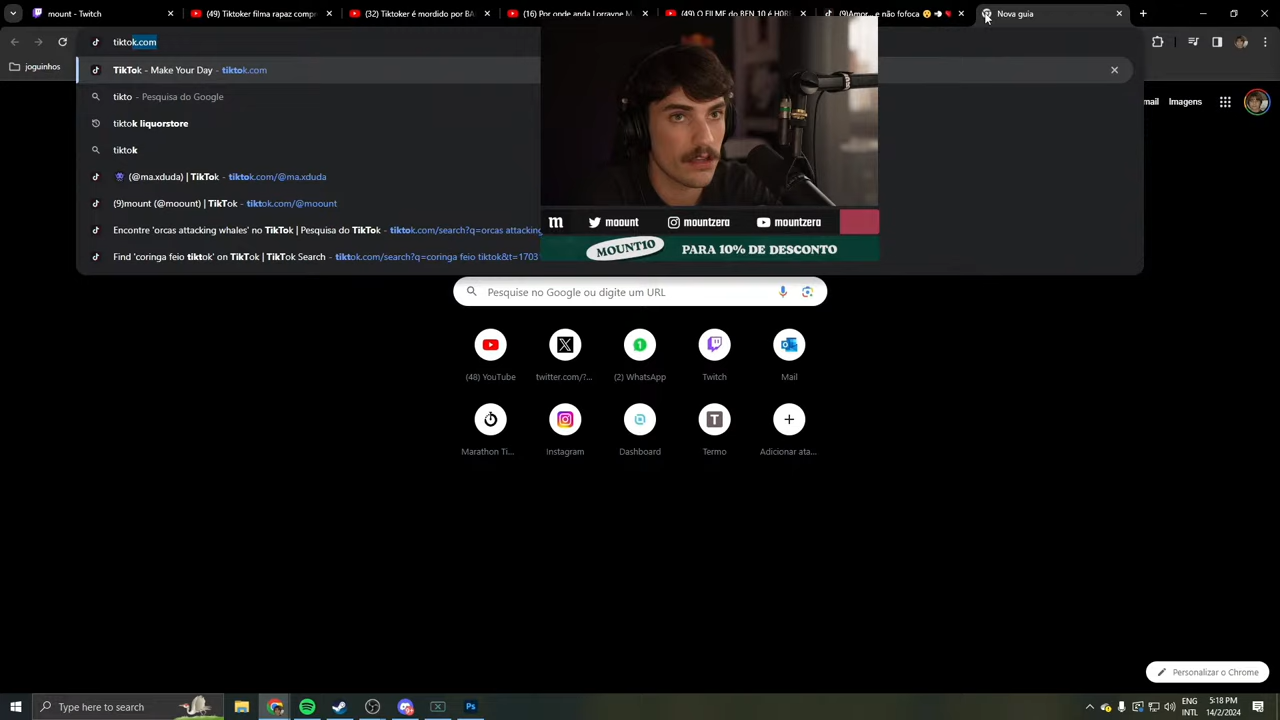 Twitch
(49) Tiktoker filma rapaz compr
(32) Tiktoker é mordido por BA
(16) Porque orcas viravem Mount
(49) O FILME DO BEN 10 é HORR
(9)Amor... e não fofoca
Nova guia
tiktok.com
joguinhos
TikTok - Make Your Day - tiktok.com
tikto - Pesquisa do Google
tiktok liquorstore
tiktok
(@ma.xduda) | TikTok - tiktok.com/@ma.xduda
(9)mount (@moount) | TikTok - tiktok.com/@moount
Encontre 'orcas attacking whales' no TikTok | Pesquisa do TikTok - tiktok.com/search?q=orcas attacking
Find 'coringa feio tiktok' on TikTok | TikTok Search - tiktok.com/search?q=coringa feio tiktok&t=1703
m moount mountzera mountzera
MOUNT10 PARA 10% DE DESCONTO
mail Imagens
Pesquise no Google ou digite um URL
(48) YouTube
twitter.com/?...
(2) WhatsApp
Twitch
Mail
Marathon Ti...
Instagram
Dashboard
T
Termo
Adicionar ata...
Personalizar o Chrome
Type here to search
ENG
INTL
5:18 PM
14/2/2024